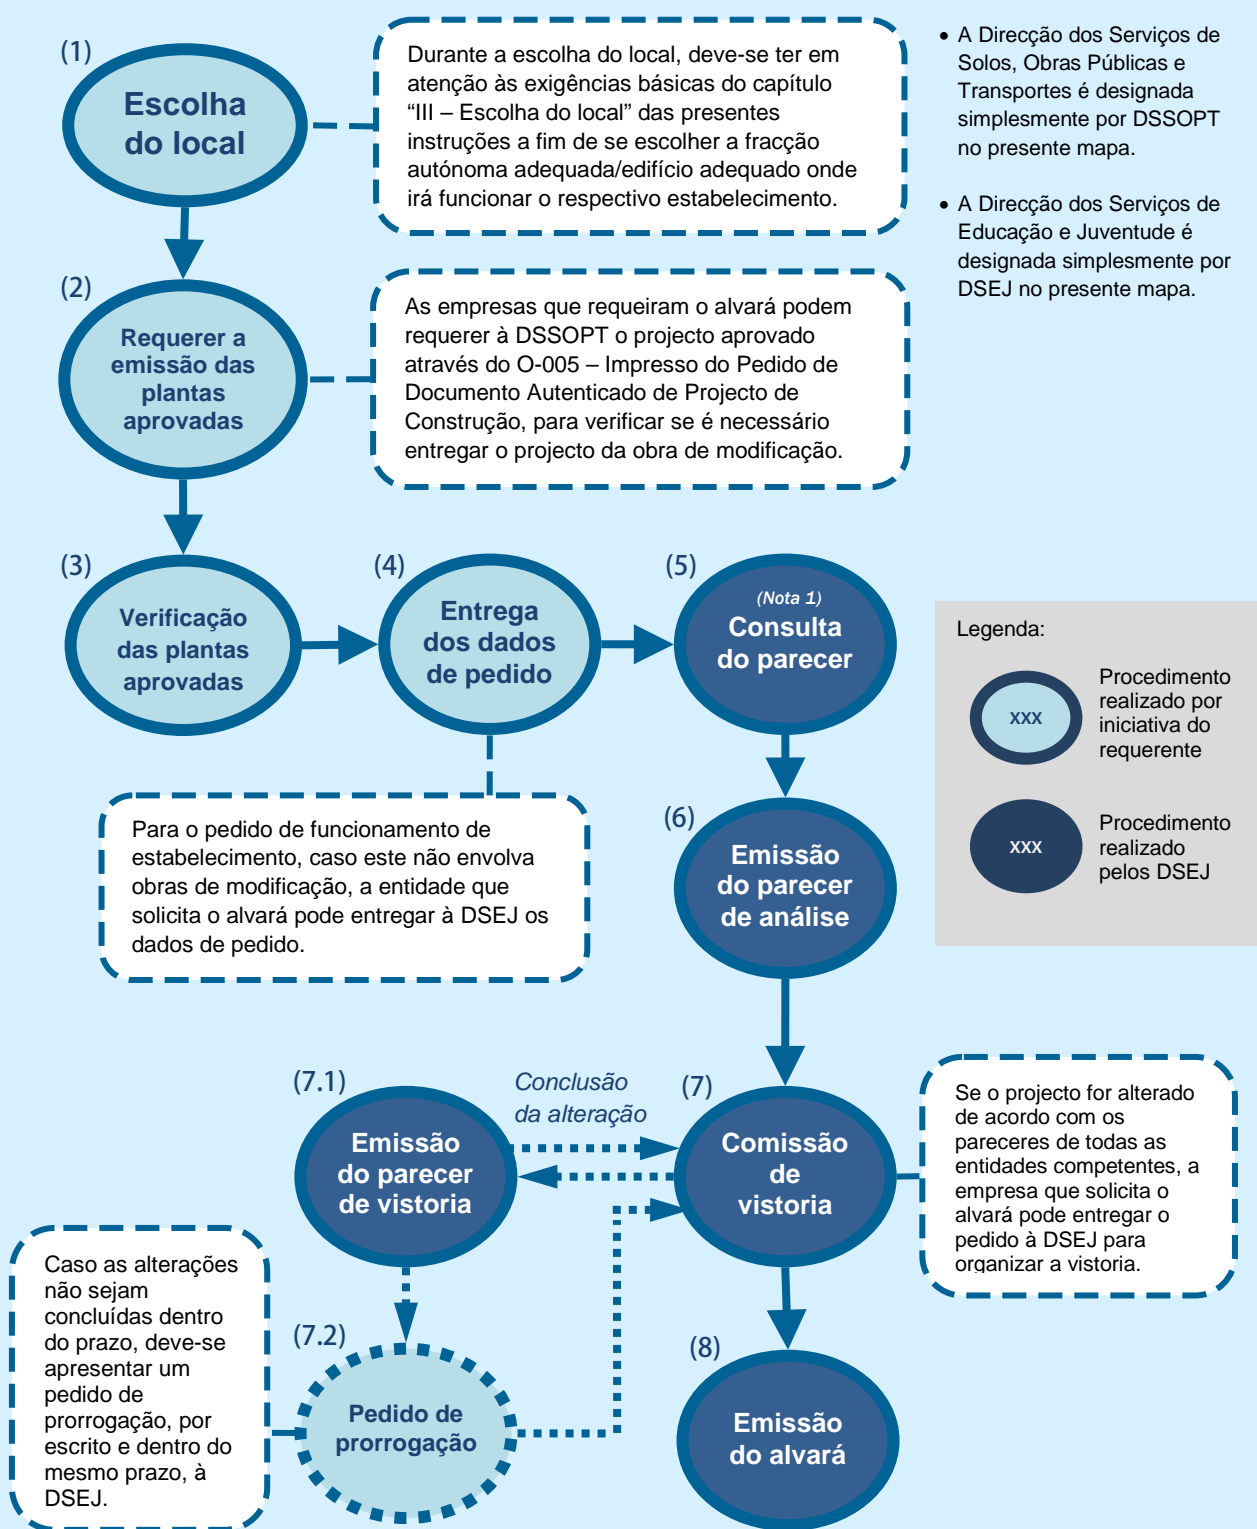 (1)
Escolha
do local
Durante a escolha do local, deve-se ter em
atenção às exigências básicas do capítulo
“III – Escolha do local” das presentes
instruções a fim de se escolher a fracção
autónoma adequada/edifício adequado onde
irá funcionar o respectivo estabelecimento.
• A Direcção dos Serviços de
Solos, Obras Públicas e
Transportes é designada
simplesmente por DSSOPT
no presente mapa.
• A Direcção dos Serviços de
Educação e Juventude é
designada simplesmente por
DSEJ no presente mapa.
(2)
Requerer a
emissão das
plantas
aprovadas
As empresas que requeiram o alvará podem
requerer à DSSOPT o projecto aprovado
através do O-005 – Impresso do Pedido de
Documento Autenticado de Projecto de
Construção, para verificar se é necessário
entregar o projecto da obra de modificação.
(3)
Verificação
das plantas
aprovadas
(4)
Entrega
dos dados
de pedido
(5)
(Nota 1)
Consulta
do parecer
Legenda:
XXX
Procedimento
realizado por
iniciativa do
requerente
XXX
Procedimento
realizado
pelos DSEJ
Para o pedido de funcionamento de
estabelecimento, caso este não envolva
obras de modificação, a entidade que
solicita o alvará pode entregar à DSEJ os
dados de pedido.
(6)
Emissão
do parecer
de análise
(7.1)
Emissão
do parecer
de vistoria
Conclusão
da alteração
(7)
Comissão
de
vistoria
Se o projecto for alterado
de acordo com os
pareceres de todas as
entidades competentes, a
empresa que solicita o
alvará pode entregar o
pedido à DSEJ para
organizar a vistoria.
Caso as alterações
não sejam
concluídas dentro
do prazo, deve-se
apresentar um
pedido de
prorrogação, por
escrito e dentro do
mesmo prazo, à
DSEJ.
(7.2)
Pedido de
prorrogação
(8)
Emissão
do alvará